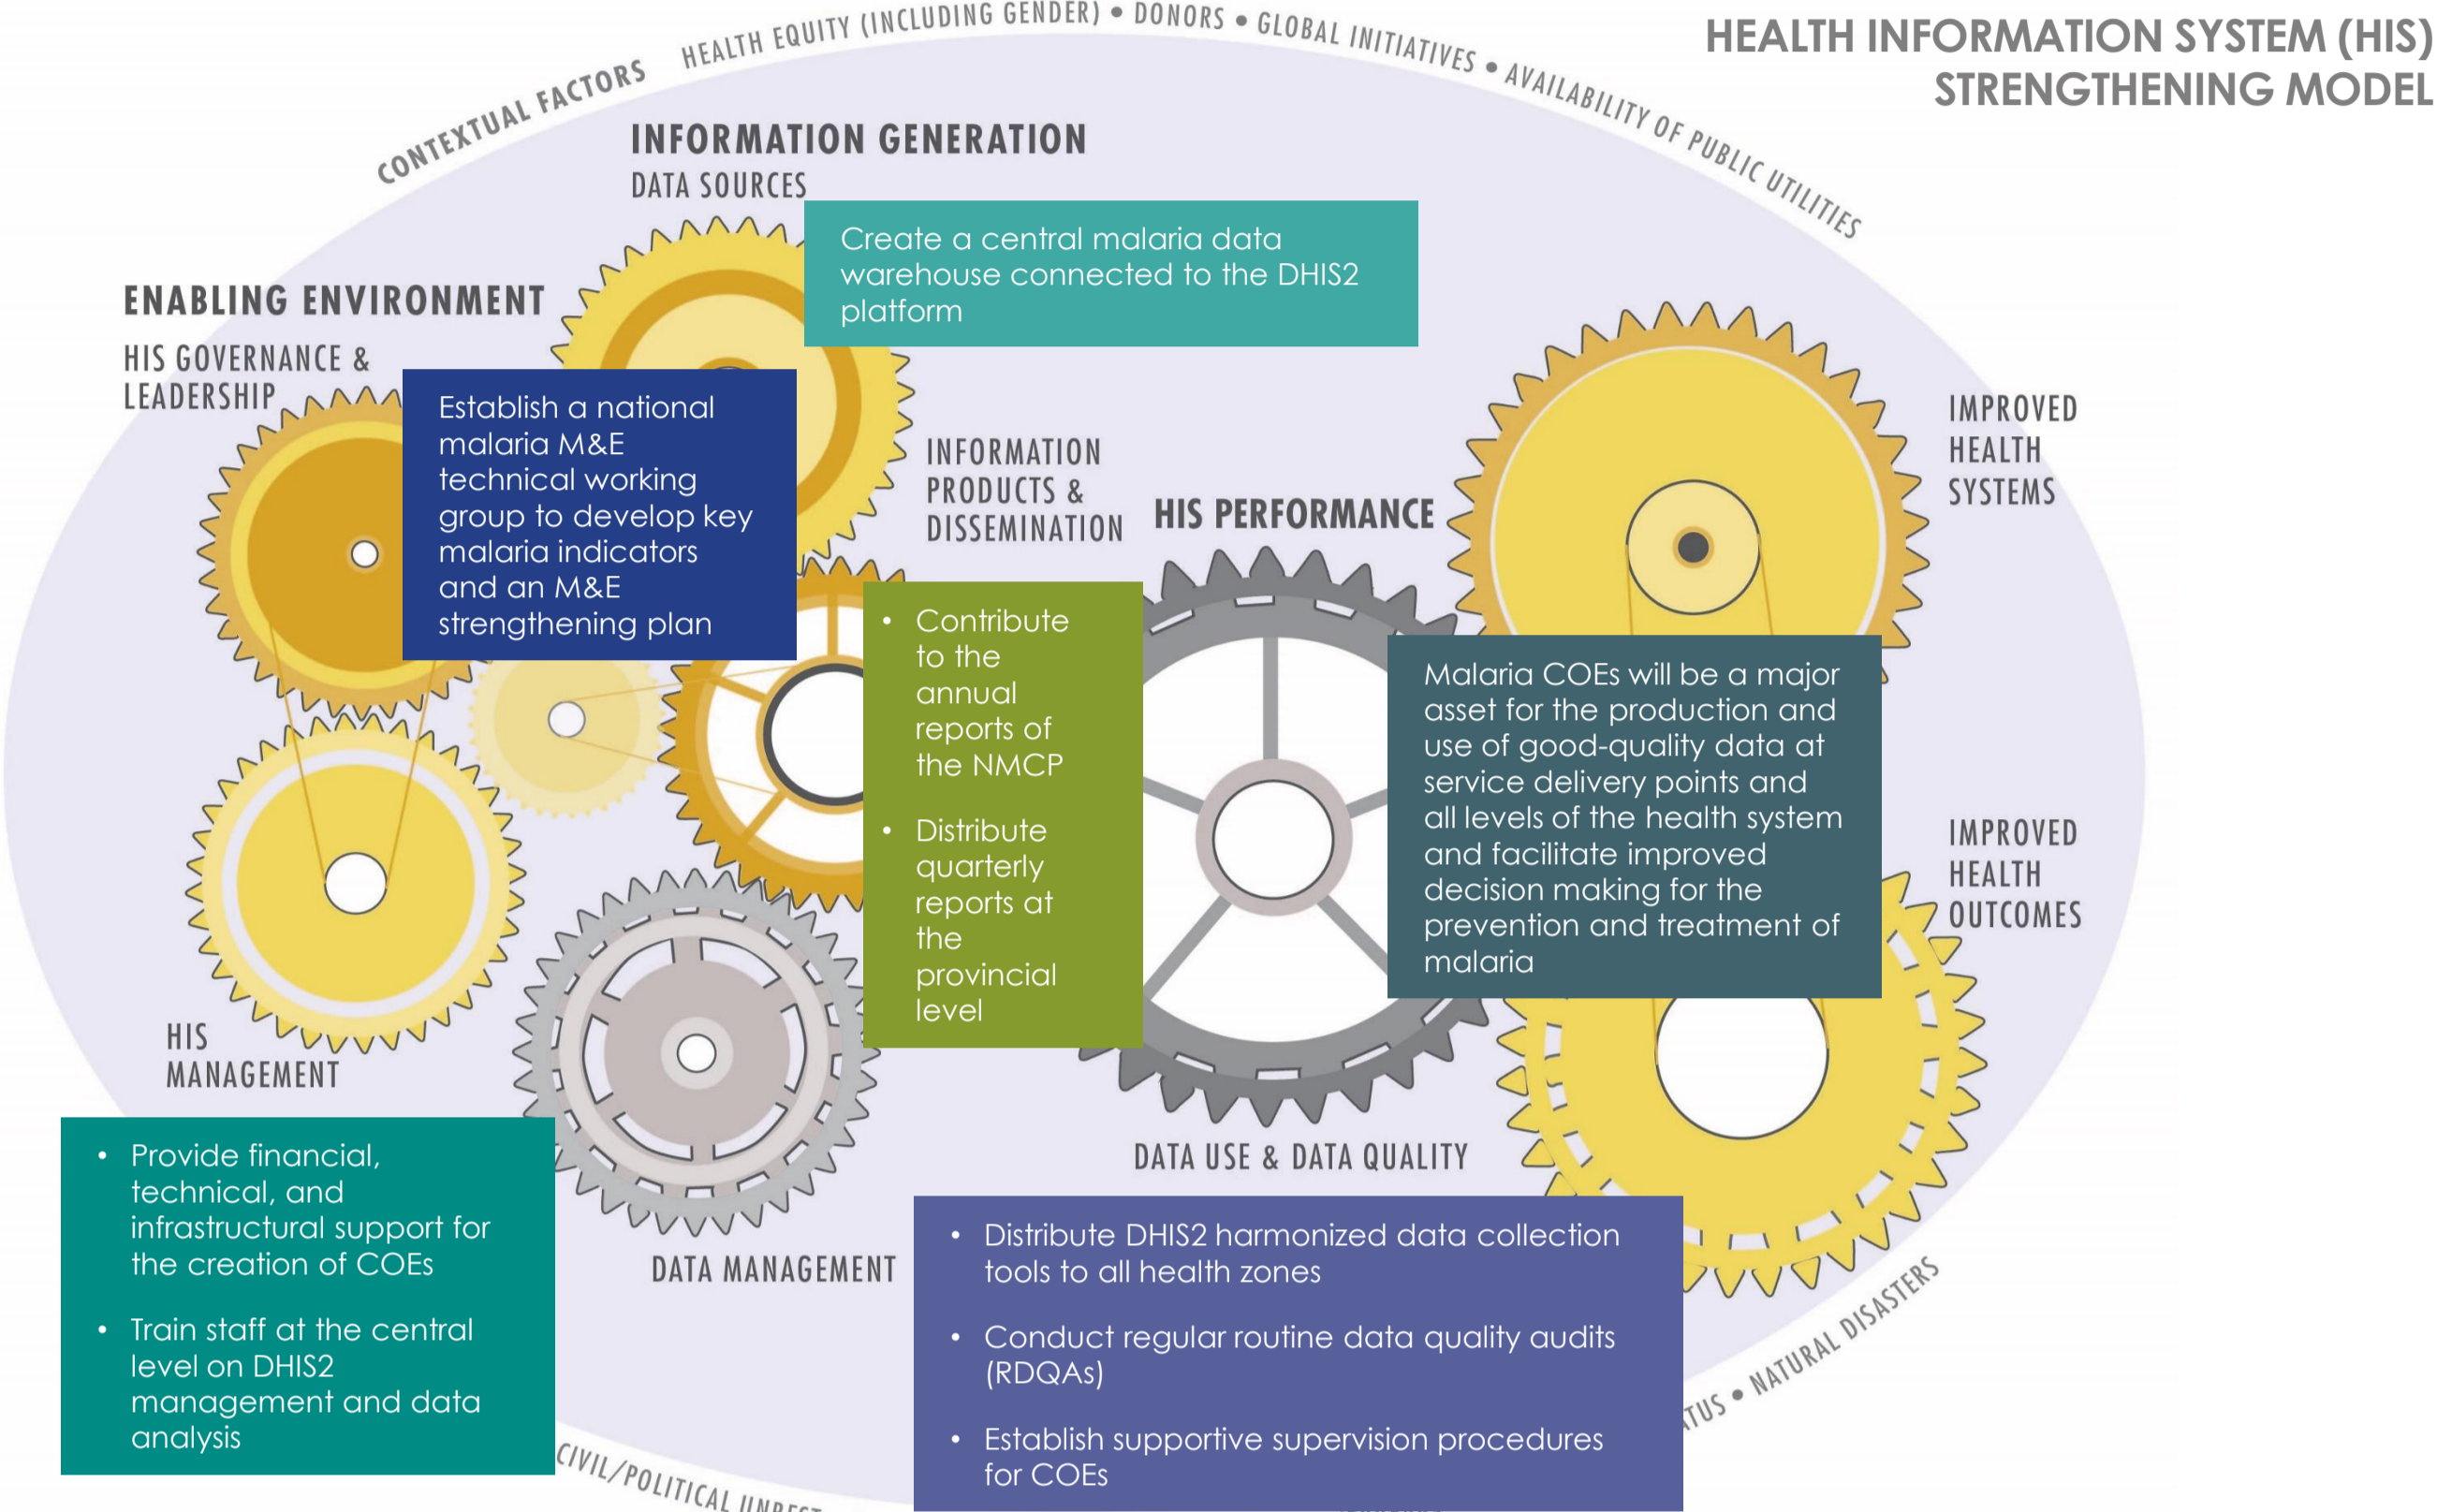 HEALTH INFORMATION SYSTEM (HIS)
STRENGTHENING MODEL
CONTEXTUAL FACTORS HEALTH EQUITY (INCLUDING GENDER) • DONORS • GLOBAL INITIATIVES • AVAILABILITY OF PUBLIC UTILITIES
INFORMATION GENERATION
DATA SOURCES
Create a central malaria data
warehouse connected to the DHIS2
platform
ENABLING ENVIRONMENT
HIS GOVERNANCE &
LEADERSHIP
Establish a national
malaria M&E
technical working
group to develop key
malaria indicators
and an M&E
strengthening plan
INFORMATION
PRODUCTS &
DISSEMINATION
HIS PERFORMANCE
IMPROVED
HEALTH
SYSTEMS
• Contribute
to the
annual
reports of
the NMCP
• Distribute
quarterly
reports at
the
provincial
level
Malaria COEs will be a major
asset for the production and
use of good-quality data at
service delivery points and
all levels of the health system
and facilitate improved
decision making for the
prevention and treatment of
malaria
IMPROVED
HEALTH
OUTCOMES
HIS
MANAGEMENT
• Provide financial,
technical, and
infrastructural support for
the creation of COEs
• Train staff at the central
level on DHIS2
management and data
analysis
DATA MANAGEMENT
DATA USE & DATA QUALITY
• Distribute DHIS2 harmonized data collection
tools to all health zones
• Conduct regular routine data quality audits
(RDQAs)
• Establish supportive supervision procedures
for COEs
CIVIL/POLITICAL
• NATURAL DISASTERS